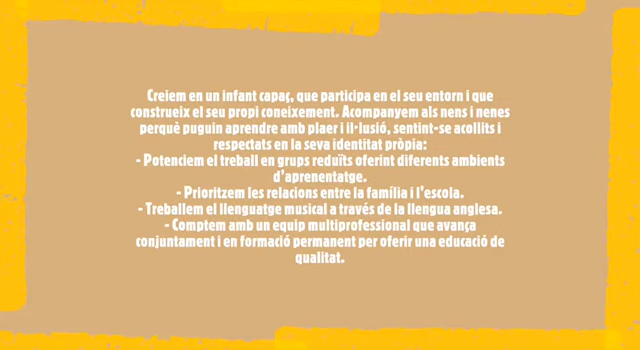 Creiem en un infant capaç, que participa en el seu entorn i que
construeix el seu propi coneixement. Acompanyem als nens i nenes
perquè puguin aprendre amb plaer i il·lusió, sentint-se acollits i
respectats en la seva identitat pròpia:
- Potenciem el treball en grups reduïts oferint diferents ambients
d'aprenentatge.
- Prioritzem les relacions entre la família i l'escola.
- Treballem el llenguatge musical a través de la llengua anglesa.
- Comptem amb un equip multiprofessional que avança
conjuntament i en formació permanent per oferir una educació de
qualitat.